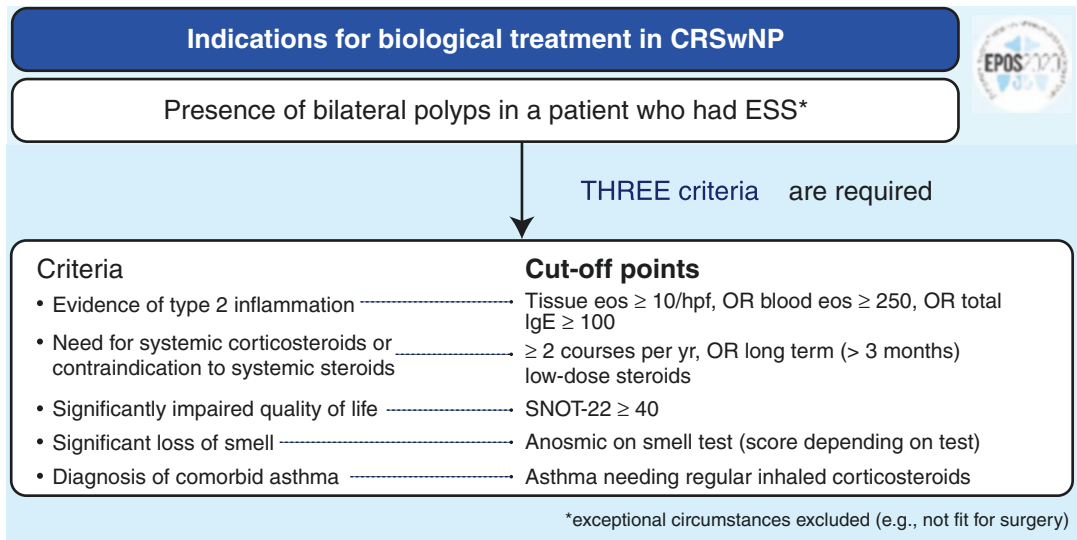 Indications for biological treatment in CRSwNP
EPOS2020
Presence of bilateral polyps in a patient who had ESS*
THREE criteria are required
Criteria
Cut-off points
• Evidence of type 2 inflammation
Tissue eos ≥ 10/hpf, OR blood eos ≥ 250, OR total
IgE ≥ 100
• Need for systemic corticosteroids or
contraindication to systemic steroids
≥ 2 courses per yr, OR long term (> 3 months)
low-dose steroids
• Significantly impaired quality of life
SNOT-22 ≥ 40
• Significant loss of smell
Anosmic on smell test (score depending on test)
• Diagnosis of comorbid asthma
Asthma needing regular inhaled corticosteroids
*exceptional circumstances excluded (e.g., not fit for surgery)